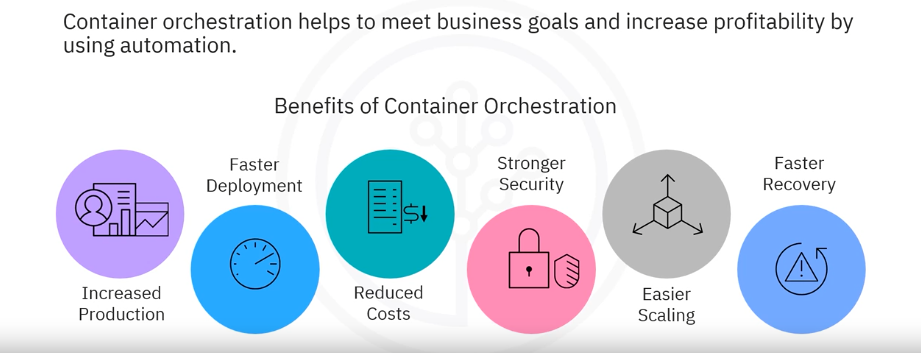 Container orchestration helps to meet business goals and increase profitability by
using automation.
Benefits of Container Orchestration
Increased
Production
Faster
Deployment
Reduced
Costs
Stronger
Security
Easier
Scaling
Faster
Recovery